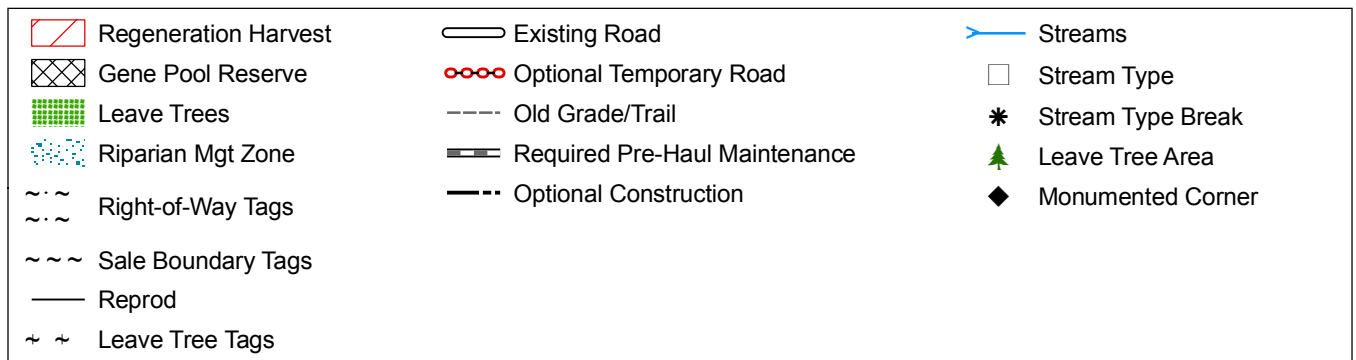 Regeneration Harvest
Gene Pool Reserve
Leave Trees
Riparian Mgt Zone
Right-of-Way Tags
Sale Boundary Tags
Reprod
Leave Tree Tags
Existing Road
Optional Temporary Road
Old Grade/Trail
Required Pre-Haul Maintenance
Optional Construction
Streams
Stream Type
Stream Type Break
Leave Tree Area
Monumented Corner